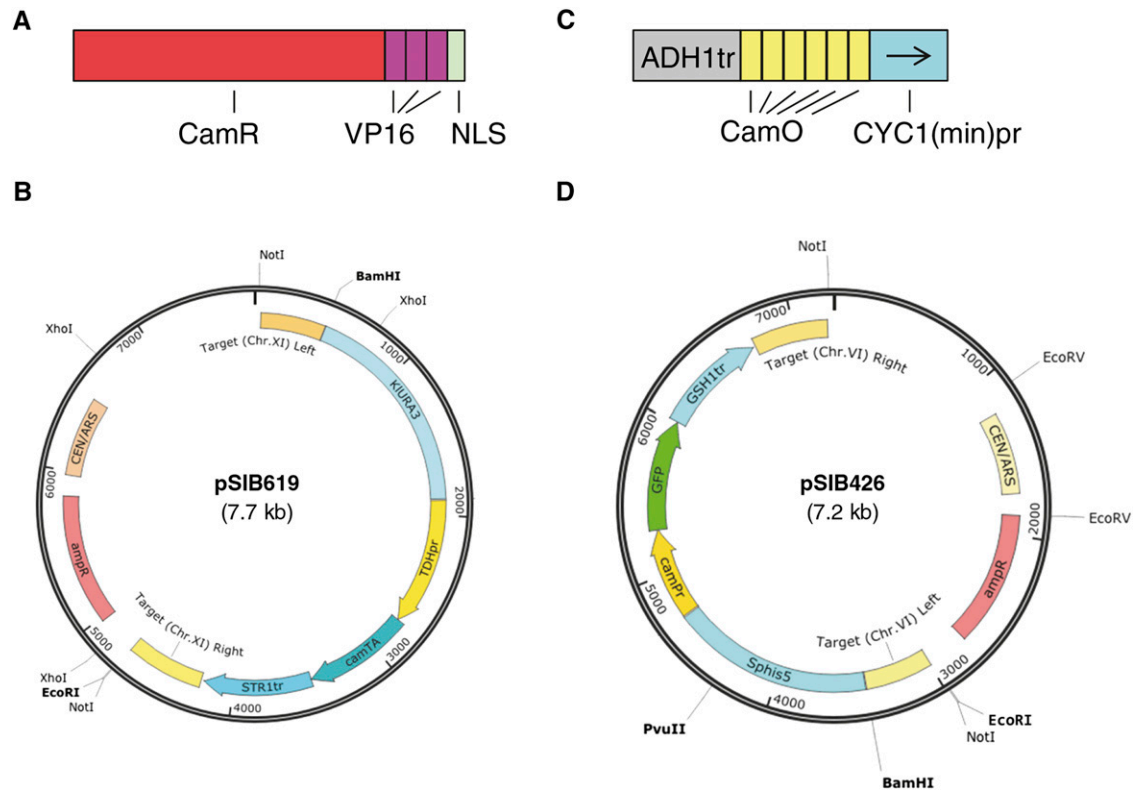 A
CamR
VP16
NLS
C
ADH1tr
CamO
CYC1(min)pr
B
NotI
BamHI
XhoI
XhoI
7000
Target (Chr.XI) Left
1000
KlURA3
CEN/ARS
6000
pSIB619
(7.7 kb)
2000
TDHpr
ampR
Target (Chr.XI) Right
camTA
5000
3000
XhoI
EcoRI
NotI
STR1tr
4000
D
NotI
7000
Target (Chr.VI) Right
1000
EcoRV
GSH1tr
6000
CEN/ARS
GFP
pSIB426
(7.2 kb)
2000
EcoRV
camPr
ampR
5000
Target (Chr.VI) Left
Sphis5
3000
4000
PvuII
EcoRI
NotI
BamHI